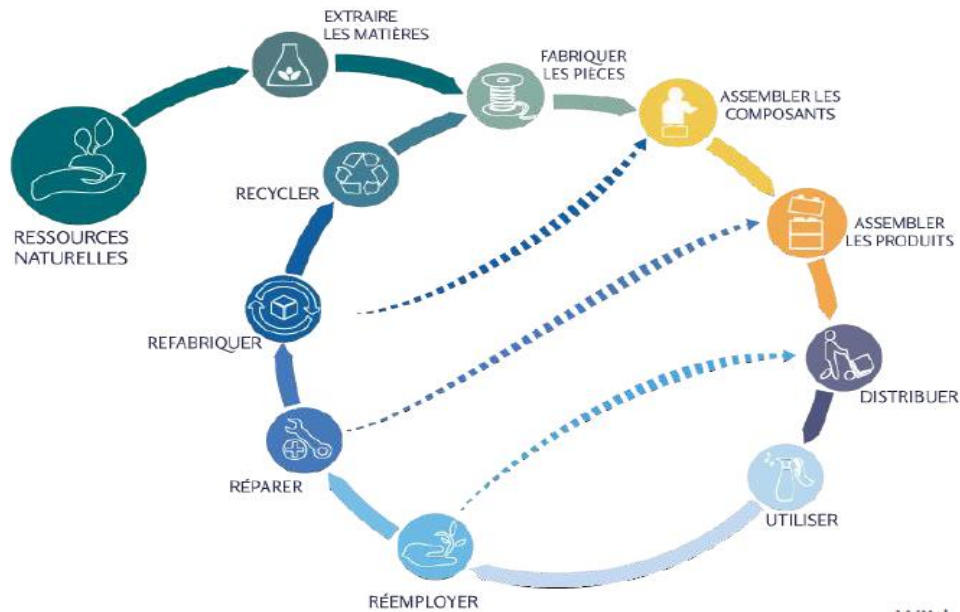 EXTRAIRE
LES MATIÈRES
FABRIQUER
LES PIÈCES
ASSEMBLER LES
COMPOSANTS
RECYCLER
RESSOURCES
NATURELLES
ASSEMBLER
LES PRODUITS
REFABRIQUER
DISTRIBUER
RÉPARER
UTILISER
RÉEMPLOYER